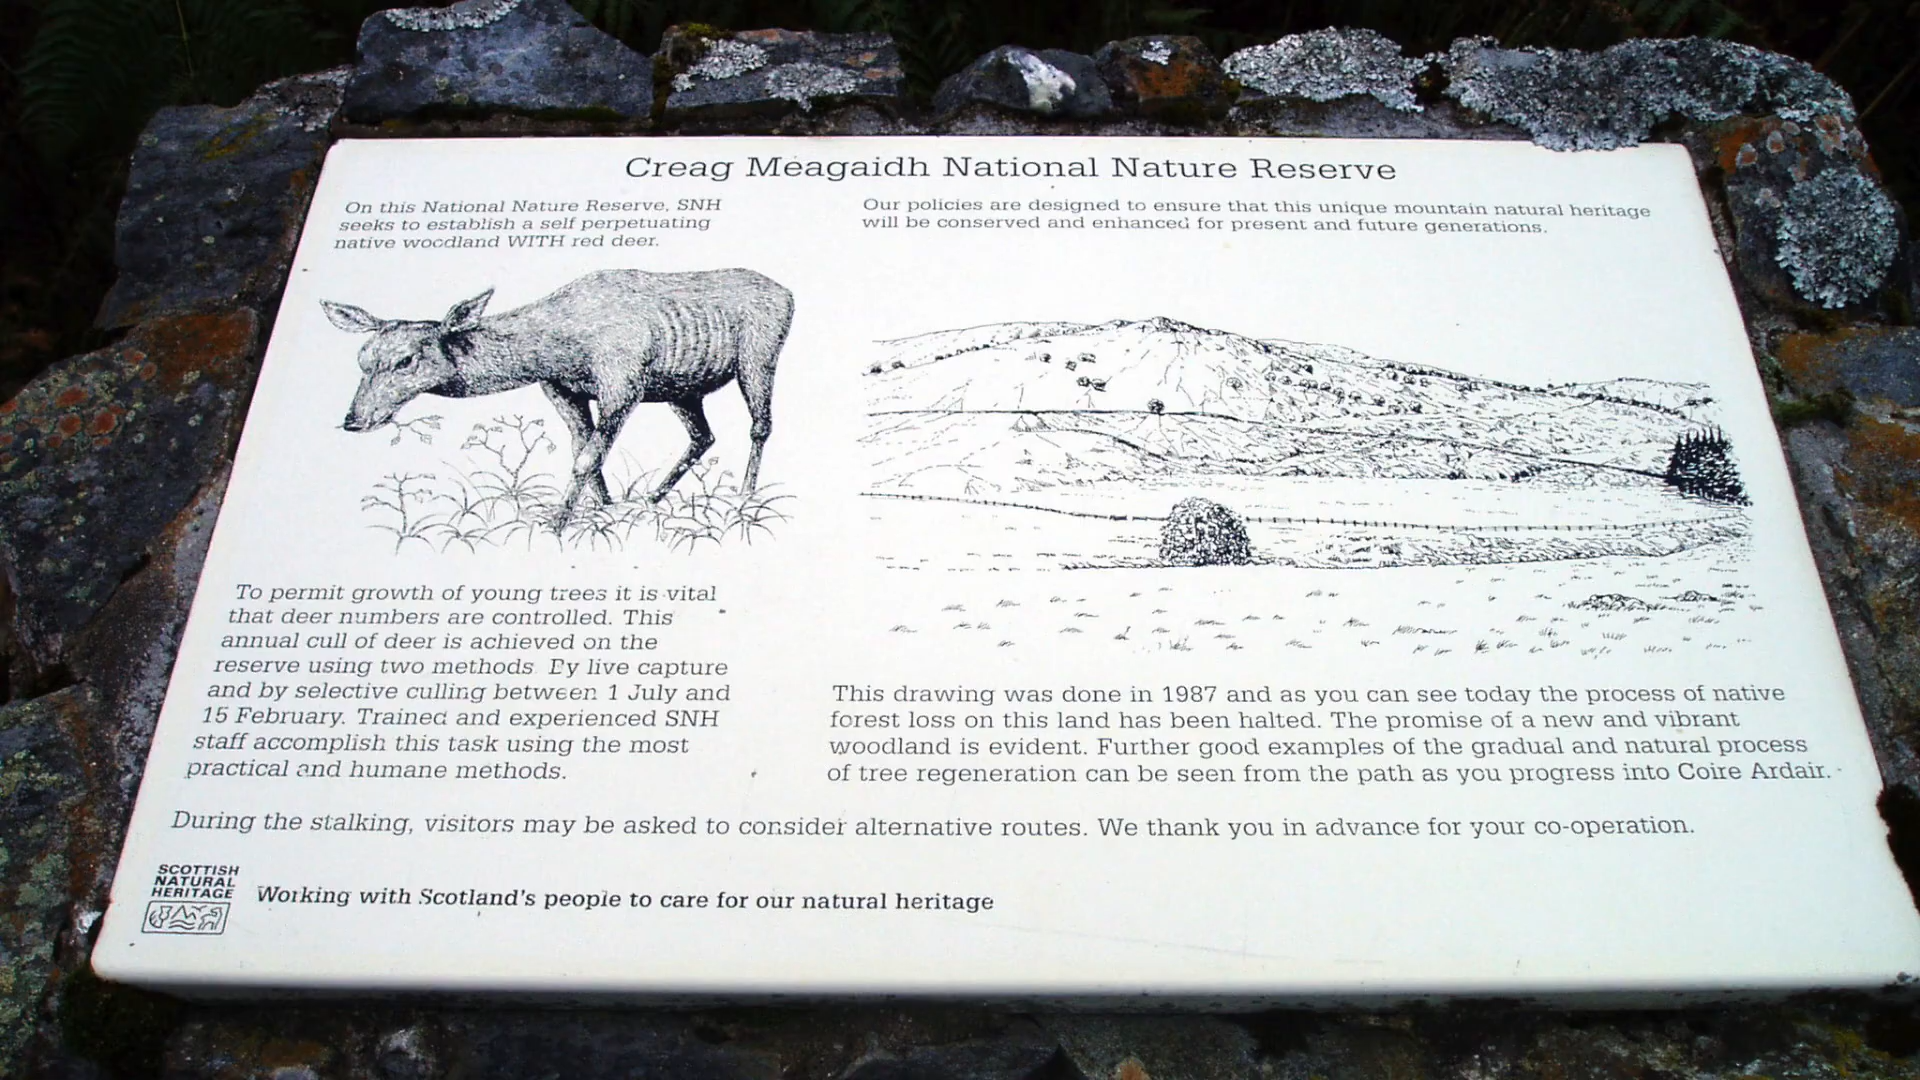 Creag Meagaidh National Nature Reserve
On this National Nature Reserve, SNH
seeks to establish a self perpetuating
native woodland WITH red deer.
Our policies are designed to ensure that this unique mountain natural heritage
will be conserved and enhanced for present and future generations.
To permit growth of young trees it is vital
that deer numbers are controlled. This
annual cull of deer is achieved on the
reserve using two methods. By live capture
and by selective culling between 1 July and
15 February. Trained and experienced SNH
staff accomplish this task using the most
practical and humane methods.
This drawing was done in 1987 and as you can see today the process of native
forest loss on this land has been halted. The promise of a new and vibrant
woodland is evident. Further good examples of the gradual and natural process
of tree regeneration can be seen from the path as you progress into Coire Ardair.
During the stalking, visitors may be asked to consider alternative routes. We thank you in advance for your co-operation.
SCOTTISH
NATURAL
HERITAGE
Working with Scotland's people to care for our natural heritage